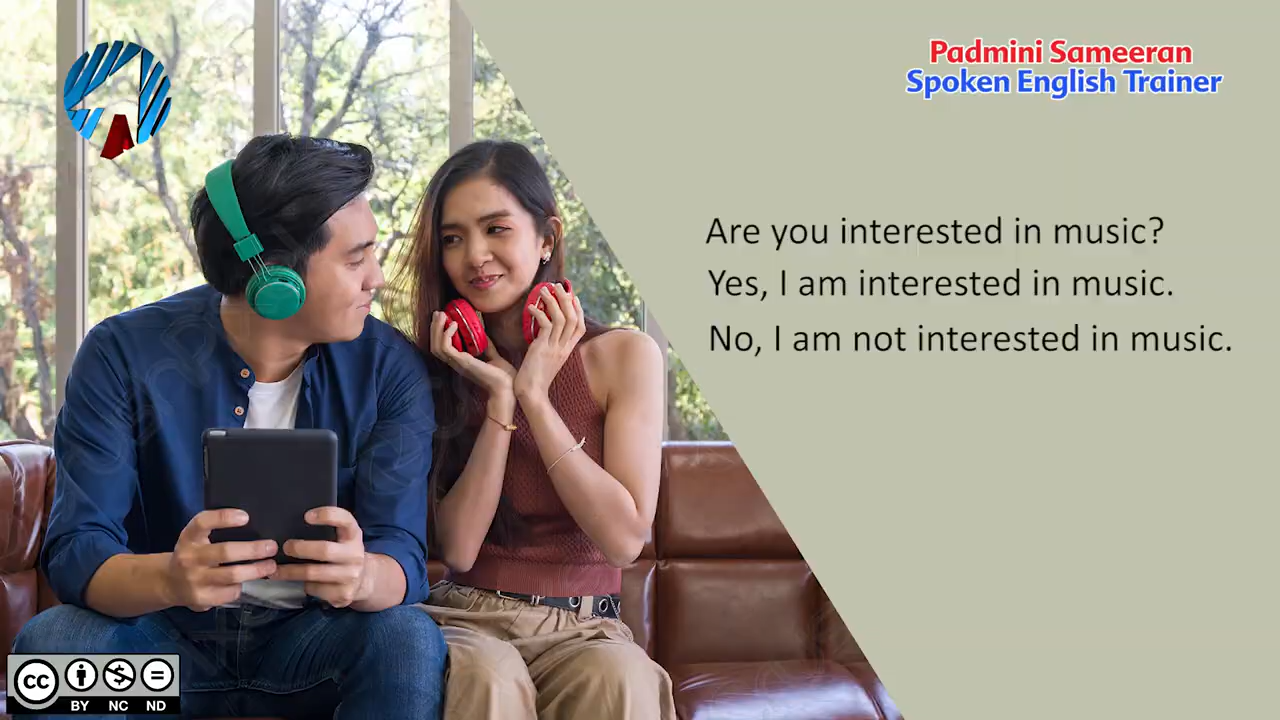 Padmini Sameeran
Spoken English Trainer
Are you interested in music?
Yes, I am interested in music.
No, I am not interested in music.
CC
BY NC ND